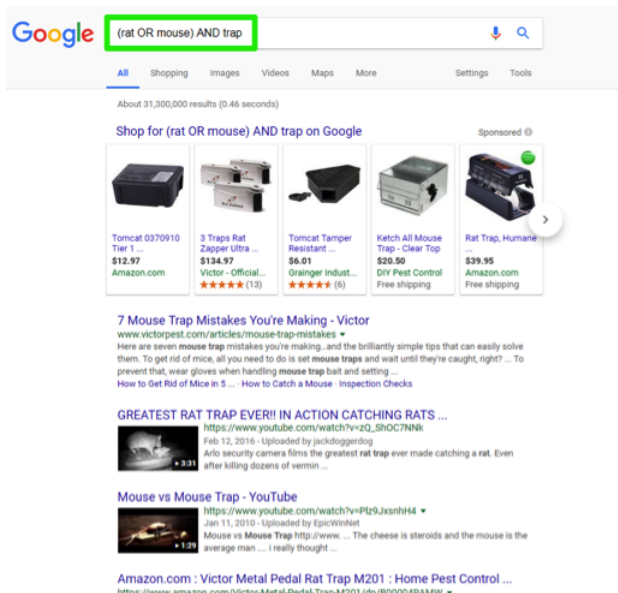 Google
(rat OR mouse) AND trap
All Shopping Images Videos Maps More Settings Tools
About 31,300,000 results (0.46 seconds)
Shop for (rat OR mouse) AND trap on Google Sponsored
Tomcat 0370910
Tier 1 ...
$12.97
Amazon.com
3 Traps Rat
Zapper Ultra ...
$134.97
Victor - Official...
(13)
Tomcat Tamper
Resistant ...
$6.01
Grainger Indust...
(6)
Ketch All Mouse
Trap - Clear Top
$20.50
DIY Pest Control
Free shipping
Rat Trap, Humane
...
$39.95
Amazon.com
Free shipping
7 Mouse Trap Mistakes You're Making - Victor
www.victorpest.com/articles/mouse-trap-mistakes
Here are seven mouse trap mistakes you're making...and the brilliantly simple tips that can easily solve
them. To get rid of mice, all you need to do is set mouse traps and wait until they're caught, right? ... To
prevent that, wear gloves when handling mouse trap bait and setting ...
How to Get Rid of Mice in 5 ... · How to Catch a Mouse · Inspection Checks
GREATEST RAT TRAP EVER!! IN ACTION CATCHING RATS ...
https://www.youtube.com/watch?v=zQ_ShOC7NNk
Feb 12, 2016 - Uploaded by jackdoggerdog
Arlo security camera films the greatest rat trap ever made catching a rat. Even
after killing dozens of vermin ...
3:31
Mouse vs Mouse Trap - YouTube
https://www.youtube.com/watch?v=Plz9JxsnhH4
Jan 11, 2010 - Uploaded by EpicWinNet
Mouse vs Mouse Trap http://www. ... The cheese is steroids and the mouse is the
average man .... i really thought ...
1:29
Amazon.com : Victor Metal Pedal Rat Trap M201 : Home Pest Control ...
https://www.amazon.com/Victor-Metal-Pedal-Trap-M201/dp/B00004RAMW